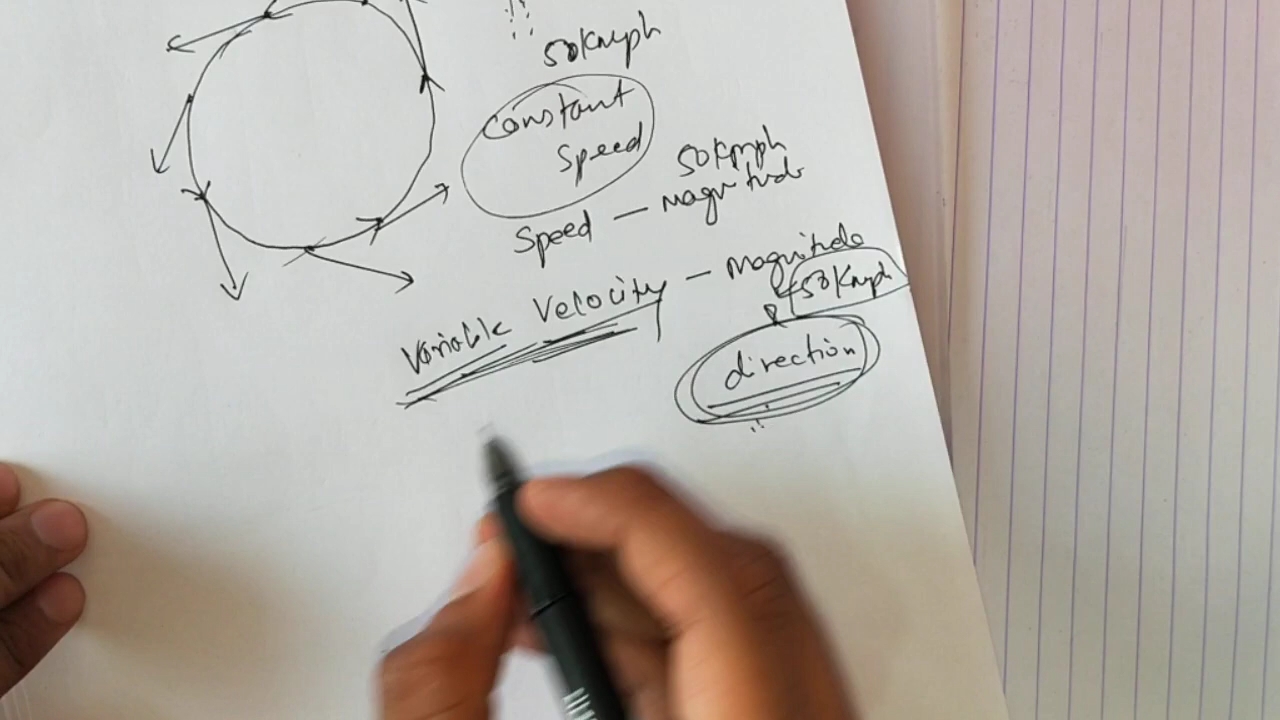 50Kmph
Constant
Speed
50Kmph
Speed — magnitude
Variable Velocity — Magnitude
50Kmph
&
direction